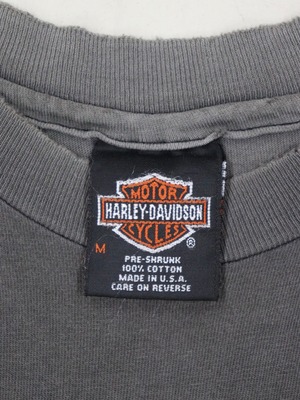 MOTOR
HARLEY-DAVIDSON
CYCLES
M
®
PRE-SHRUNK
100% COTTON
MADE IN U.S.A.
CARE ON REVERSE